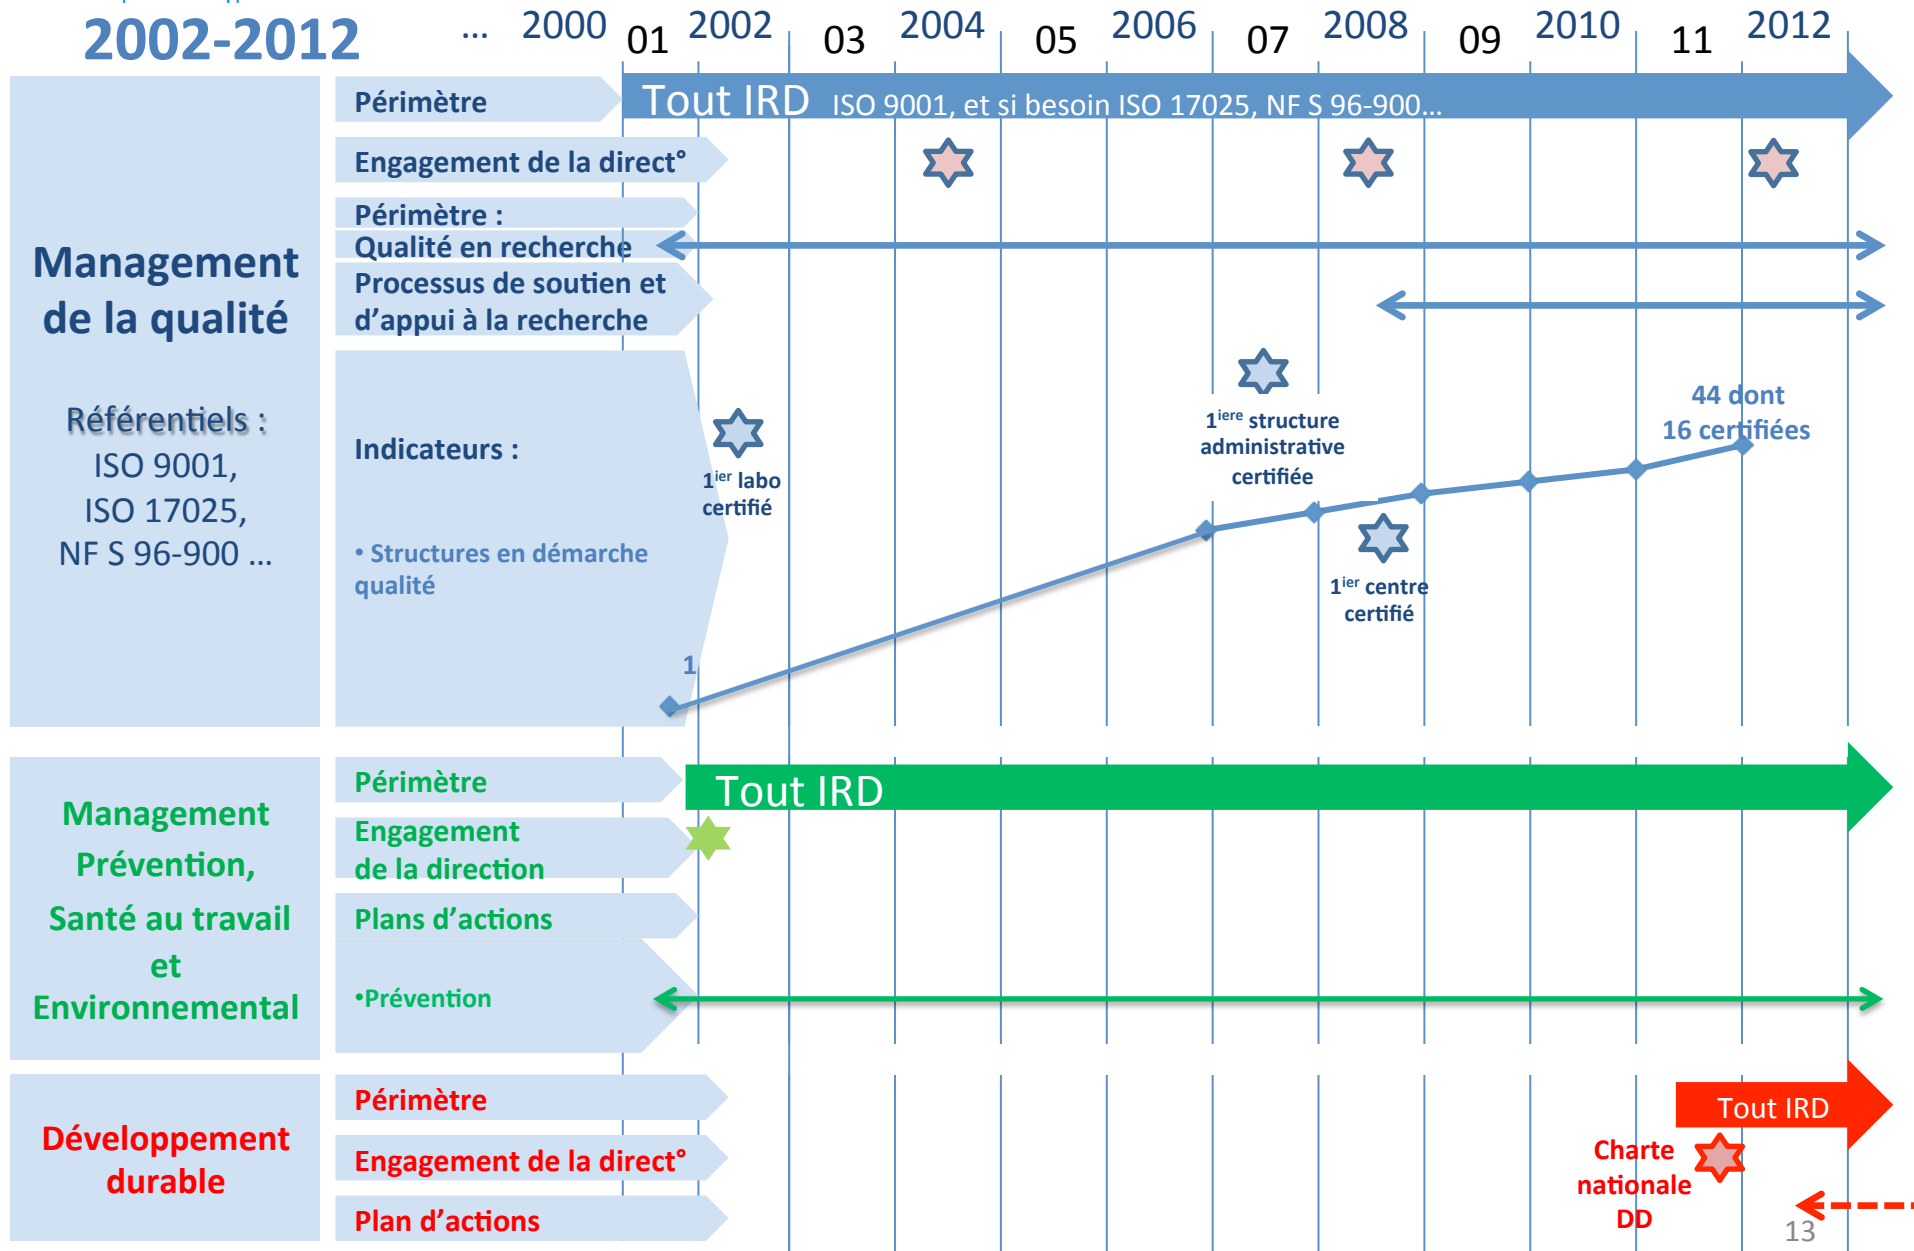 2002-2012
... 2000 01 2002 03 2004 05 2006 07 2008 09 2010 11 2012
Management
de la qualité
Référentiels :
ISO 9001,
ISO 17025,
NF S 96-900 ...
Périmètre
Tout IRD ISO 9001, et si besoin ISO 17025, NF S 96-900...
Engagement de la direct°
Périmètre :
Qualité en recherche
Processus de soutien et
d'appui à la recherche
Indicateurs :
• Structures en démarche
qualité
1
1ier labo
certifié
1iere structure
administrative
certifiée
1ier centre
certifié
44 dont
16 certifiées
Management
Prévention,
Santé au travail
et
Environnemental
Périmètre
Tout IRD
Engagement
de la direction
Plans d'actions
•Prévention
Développement
durable
Périmètre
Tout IRD
Engagement de la direct°
Charte
nationale
DD
Plan d'actions
13